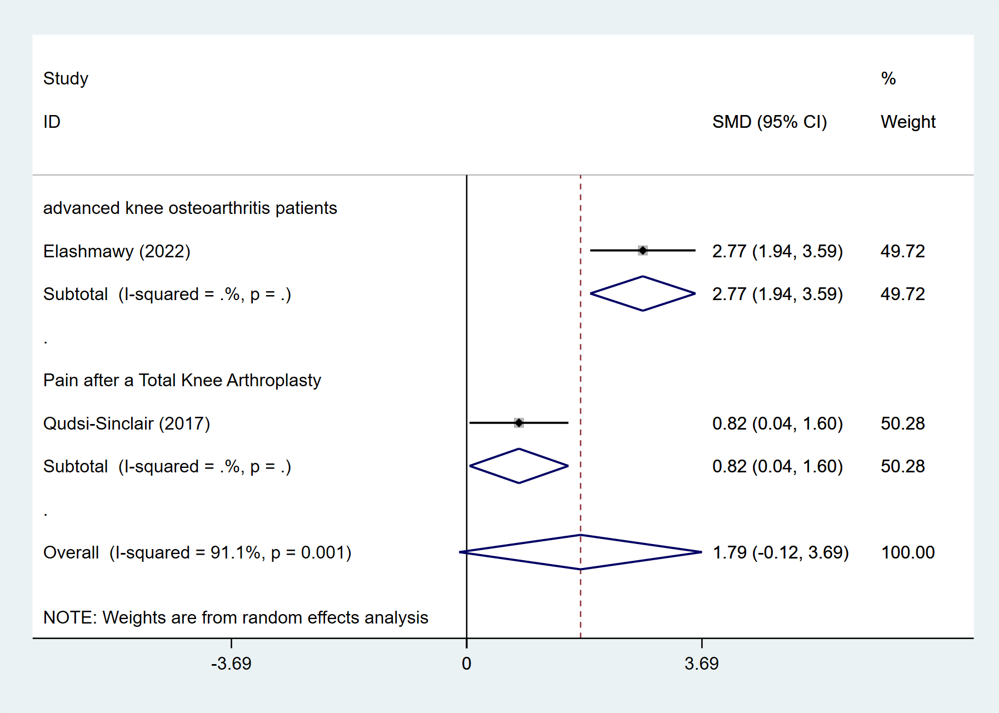 Study %
ID SMD (95% CI) Weight
advanced knee osteoarthritis patients
Elashmawy (2022) 2.77 (1.94, 3.59) 49.72
Subtotal  (I-squared = .%, p = .) 2.77 (1.94, 3.59) 49.72
.
Pain after a Total Knee Arthroplasty
Qudsi-Sinclair (2017) 0.82 (0.04, 1.60) 50.28
Subtotal  (I-squared = .%, p = .) 0.82 (0.04, 1.60) 50.28
.
Overall  (I-squared = 91.1%, p = 0.001) 1.79 (-0.12, 3.69) 100.00
NOTE: Weights are from random effects analysis
-3.69 0 3.69